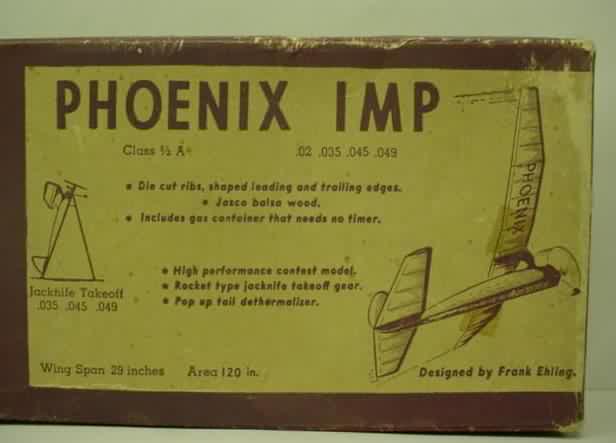 PHOENIX IMP
Class ½ A
.02 .035 .045 .049
• Die cut ribs, shaped leading and trailing edges.
• Jasco balsa wood.
• Includes gas container that needs no timer.
PHOENIX
• High performance contest model.
• Rocket type jacknife takeoff gear.
• Pop up tail dethermalizer.
Jacknife Takeoff
.035 .045 .049
Wing Span 29 inches Area 120 in.
Designed by Frank Ehling.